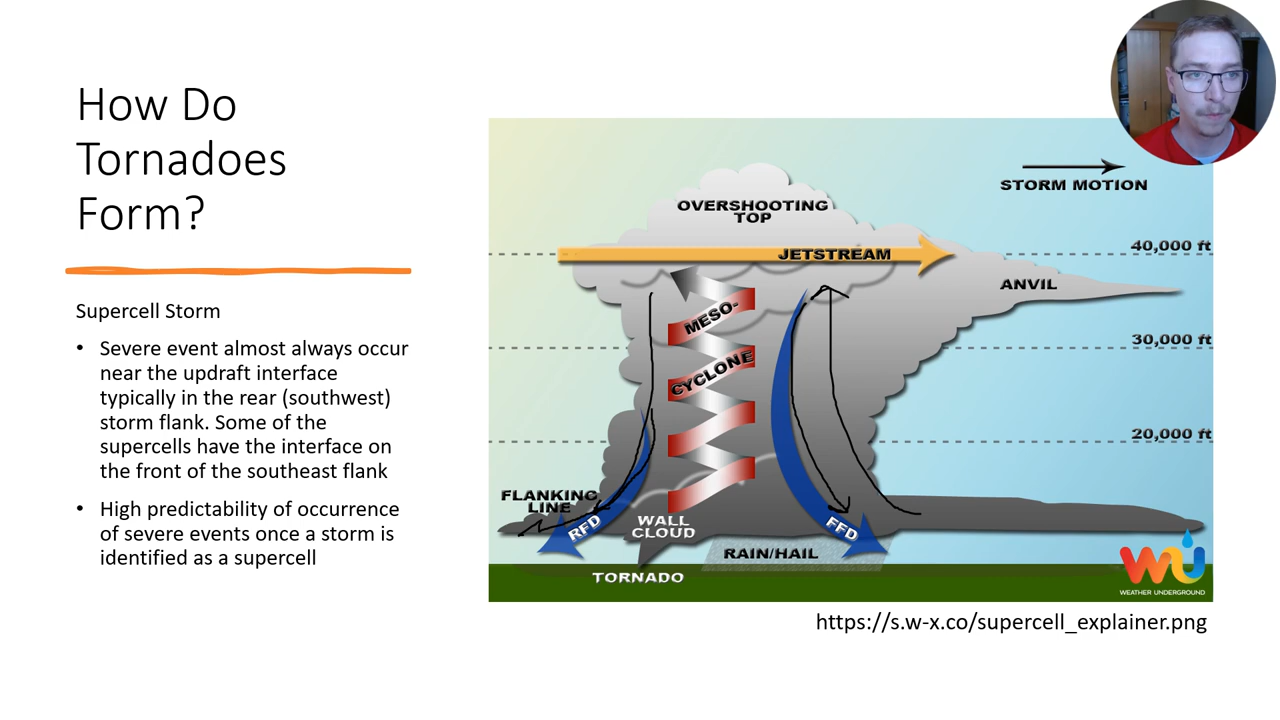 How Do
Tornadoes
Form?
Supercell Storm
• Severe event almost always occur
near the updraft interface
typically in the rear (southwest)
storm flank. Some of the
supercells have the interface on
the front of the southeast flank
• High predictability of occurrence
of severe events once a storm is
identified as a supercell
STORM MOTION
OVERSHOOTING
TOP
40,000 ft
JETSTREAM
ANVIL
MESO-
30,000 ft
CYCLONE
20,000 ft
FLANKING
LINE
RFD
WALL
CLOUD
FFD
RAIN/HAIL
TORNADO
WU
WEATHER UNDERGROUND
https://s.w-x.co/supercell_explainer.png